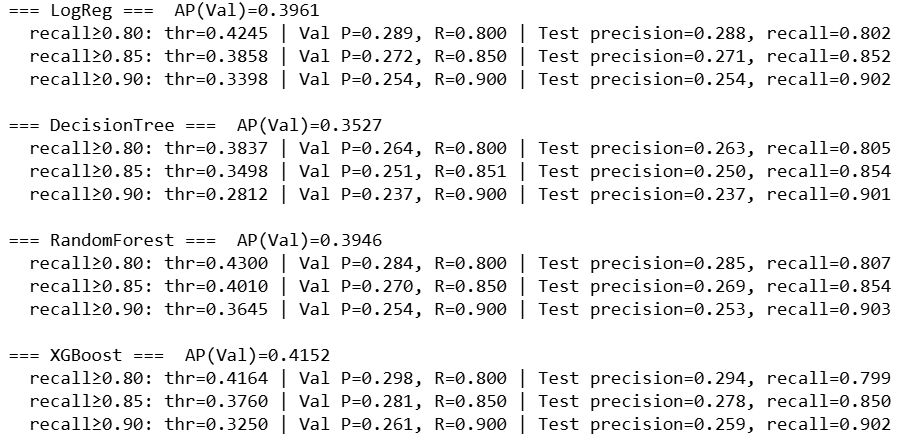 === LogReg ===  AP(Val)=0.3961
  recall≥0.80: thr=0.4245 | Val P=0.289, R=0.800 | Test precision=0.288, recall=0.802
  recall≥0.85: thr=0.3858 | Val P=0.272, R=0.850 | Test precision=0.271, recall=0.852
  recall≥0.90: thr=0.3398 | Val P=0.254, R=0.900 | Test precision=0.254, recall=0.902
=== DecisionTree ===  AP(Val)=0.3527
  recall≥0.80: thr=0.3837 | Val P=0.264, R=0.800 | Test precision=0.263, recall=0.805
  recall≥0.85: thr=0.3498 | Val P=0.251, R=0.851 | Test precision=0.250, recall=0.854
  recall≥0.90: thr=0.2812 | Val P=0.237, R=0.900 | Test precision=0.237, recall=0.901
=== RandomForest ===  AP(Val)=0.3946
  recall≥0.80: thr=0.4300 | Val P=0.284, R=0.800 | Test precision=0.285, recall=0.807
  recall≥0.85: thr=0.4010 | Val P=0.270, R=0.850 | Test precision=0.269, recall=0.854
  recall≥0.90: thr=0.3645 | Val P=0.254, R=0.900 | Test precision=0.253, recall=0.903
=== XGBoost ===  AP(Val)=0.4152
  recall≥0.80: thr=0.4164 | Val P=0.298, R=0.800 | Test precision=0.294, recall=0.799
  recall≥0.85: thr=0.3760 | Val P=0.281, R=0.850 | Test precision=0.278, recall=0.850
  recall≥0.90: thr=0.3250 | Val P=0.261, R=0.900 | Test precision=0.259, recall=0.902